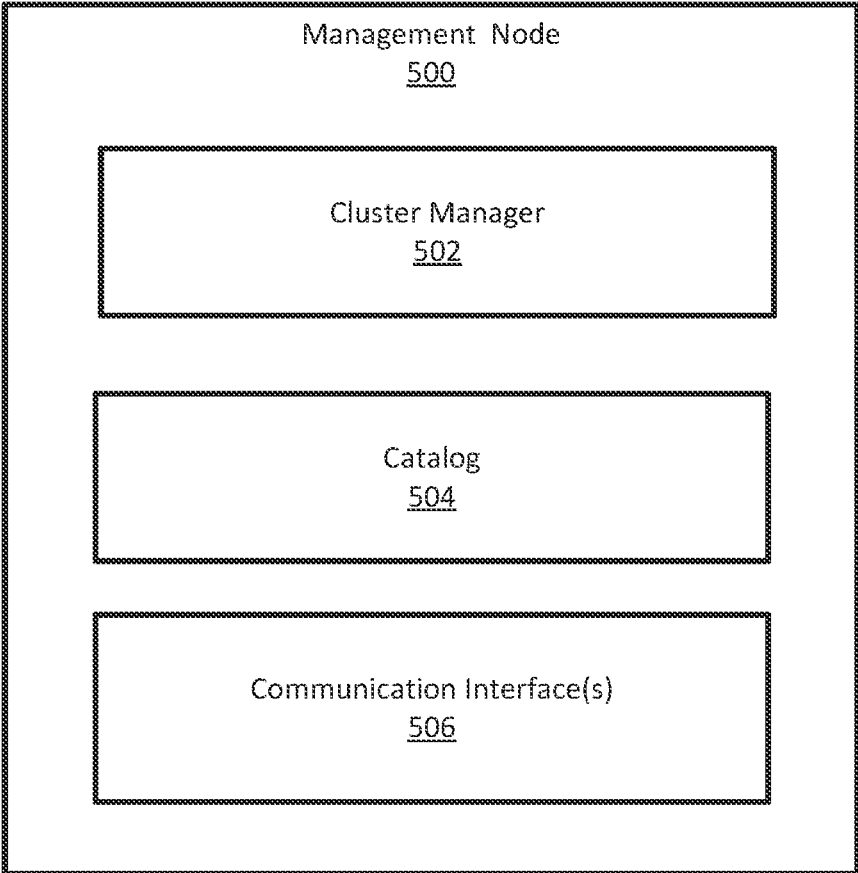 Management Node
500
Cluster Manager
502
Catalog
504
Communication Interface(s)
506